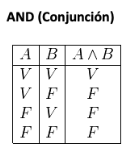 AND (Conjunción)
A B A ∧ B
V V V
V F F
F V F
F F F